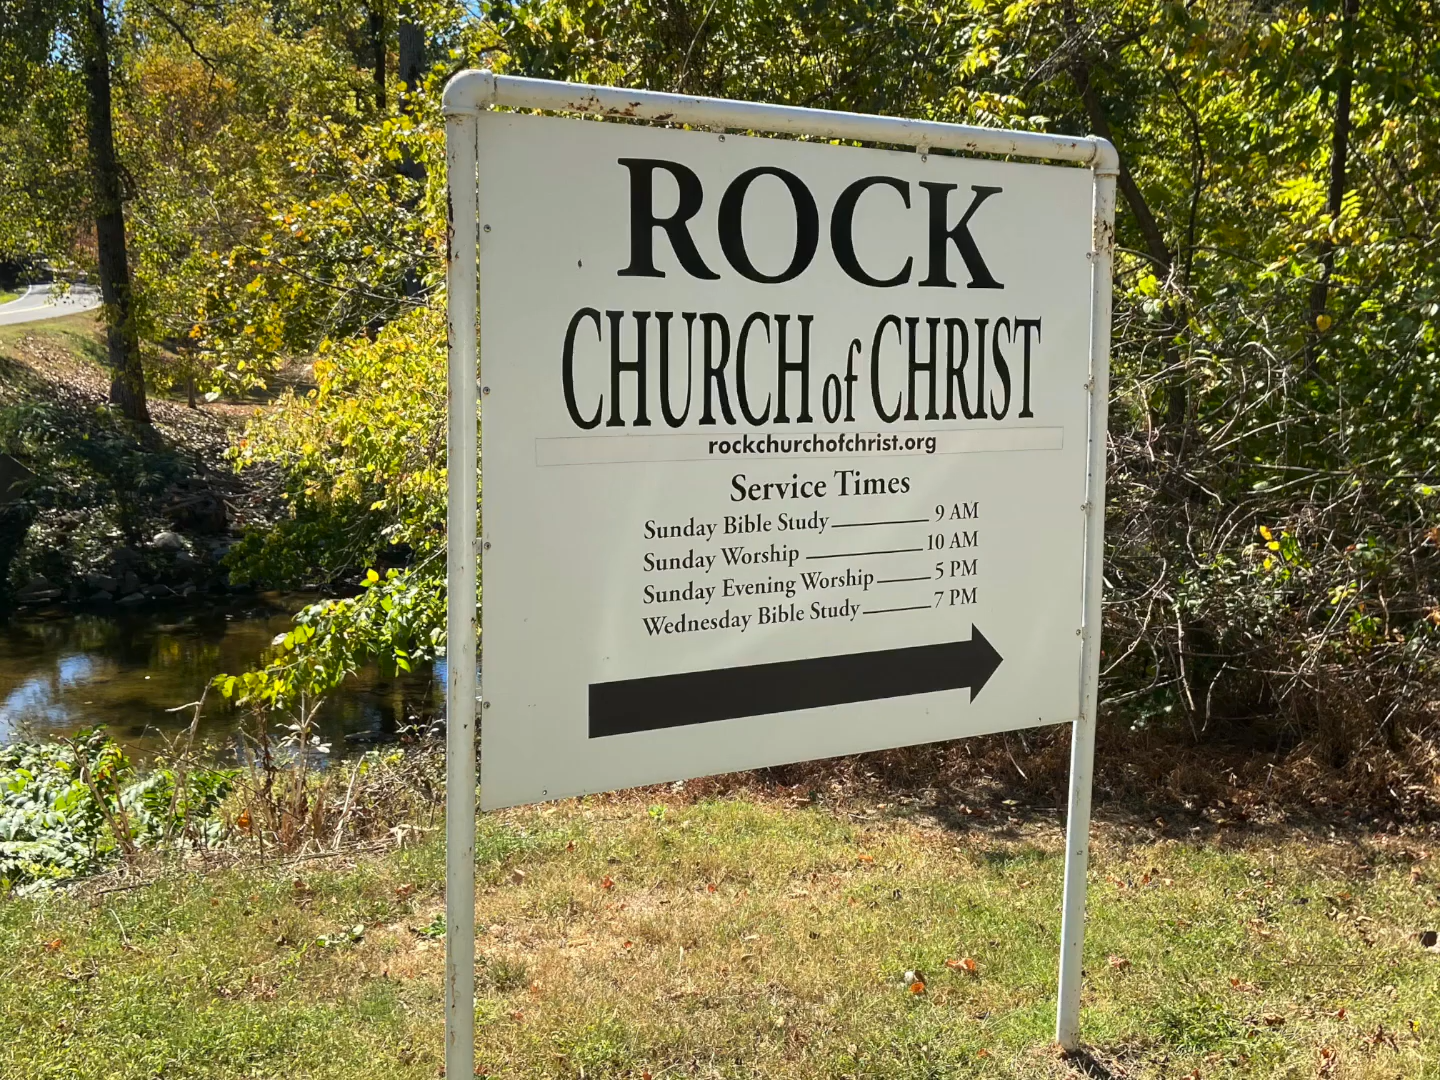 ROCK
CHURCH of CHRIST
rockchurchofchrist.org
Service Times
Sunday Bible Study 9 AM
Sunday Worship 10 AM
Sunday Evening Worship 5 PM
Wednesday Bible Study 7 PM